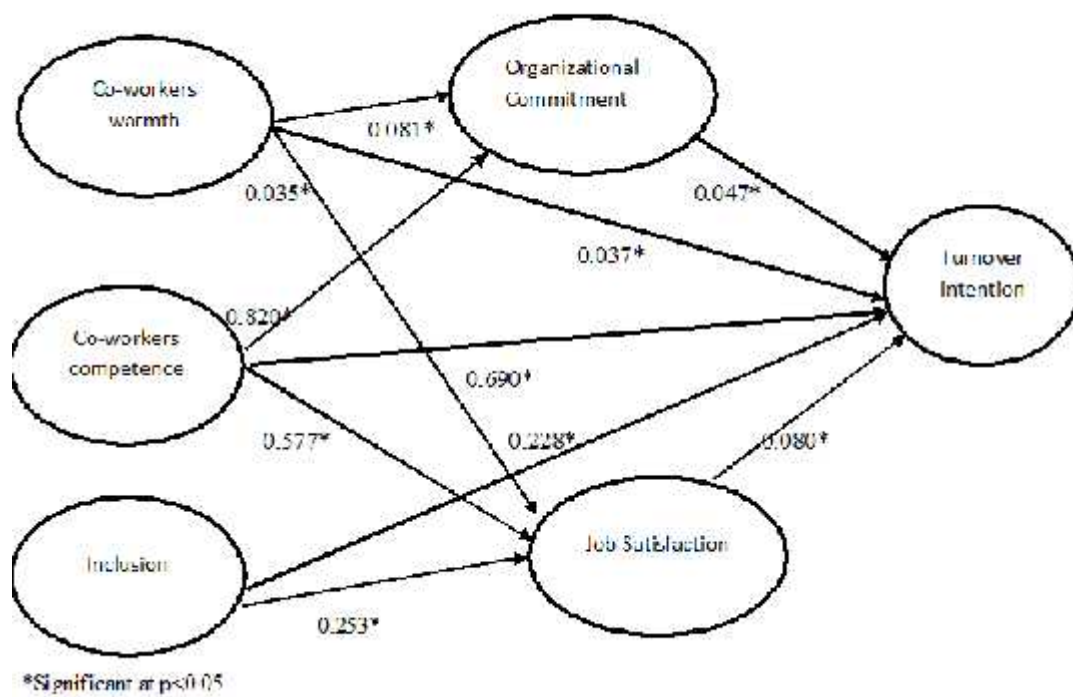 Co-workers
warmth
Organizational
Commitment
0.081*
0.035*
0.047*
0.037*
Turnover
Intention
0.820*
Co-workers
competence
0.690*
0.577*
0.228*
0.080*
Inclusion
Job Satisfaction
0.253*
*Significant at p<0.05